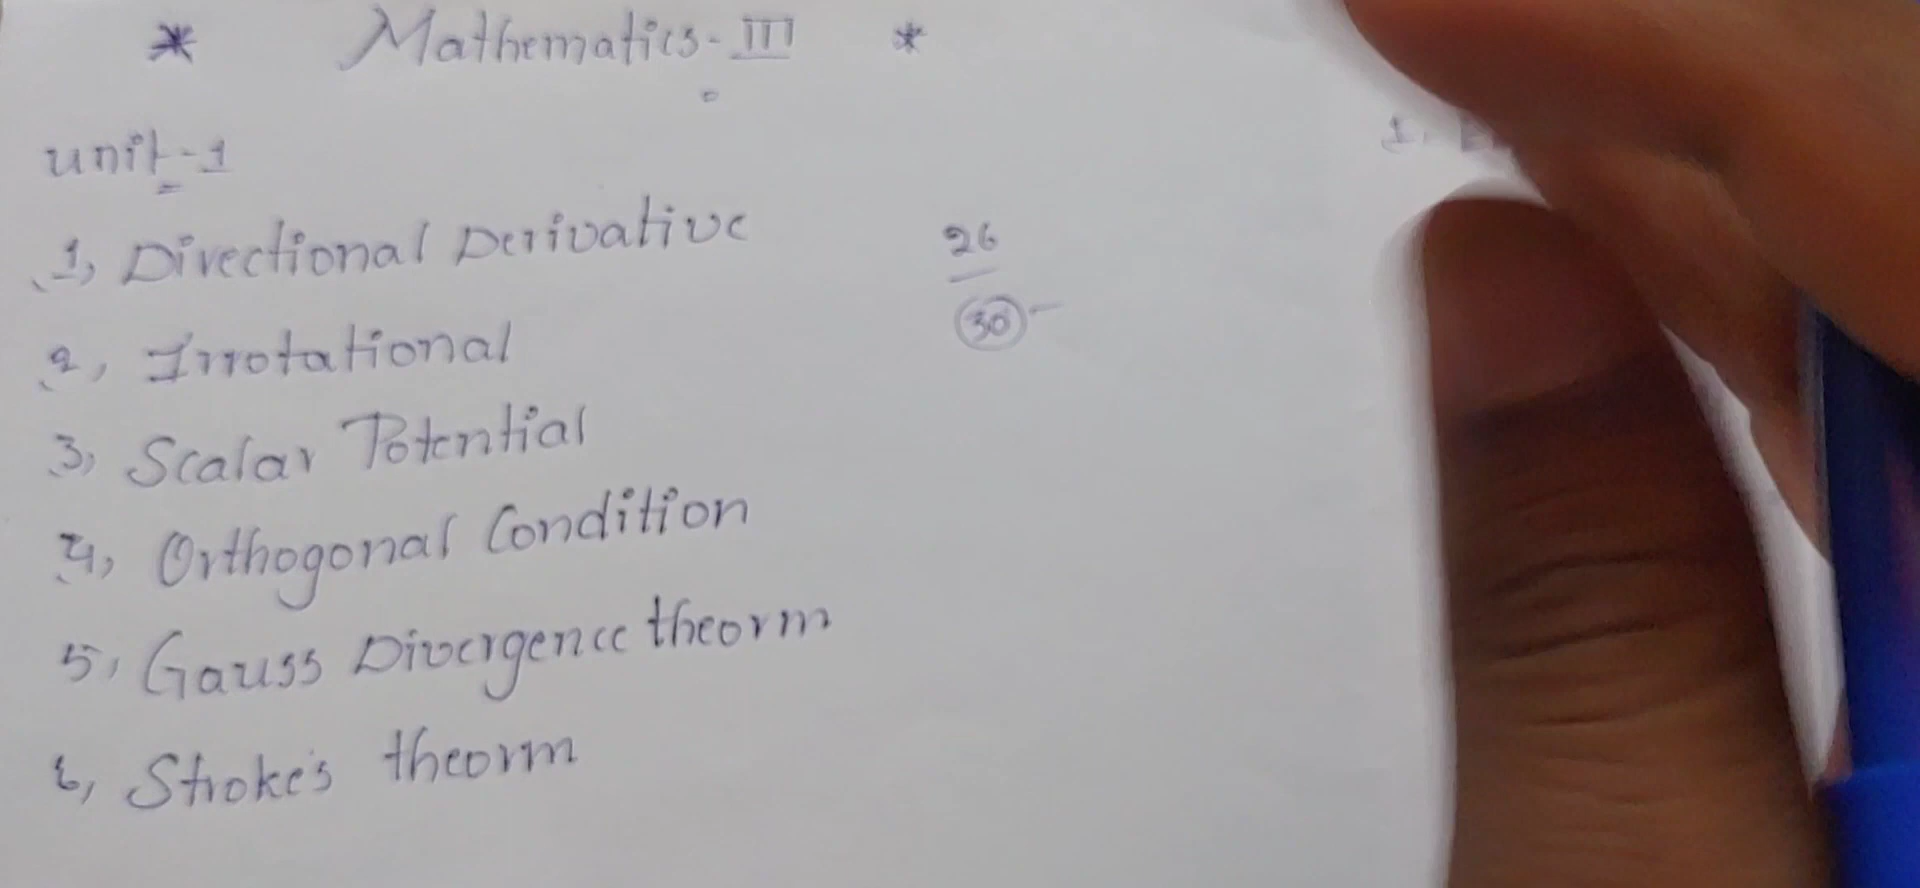 * Mathematics-III *
unit-1
1, Directional Derivative
26
30
2, Irrotational
3, Scalar Potential
4, Orthogonal Condition
5, Gauss Divergence theorm
6, Stroke's theorm
1.